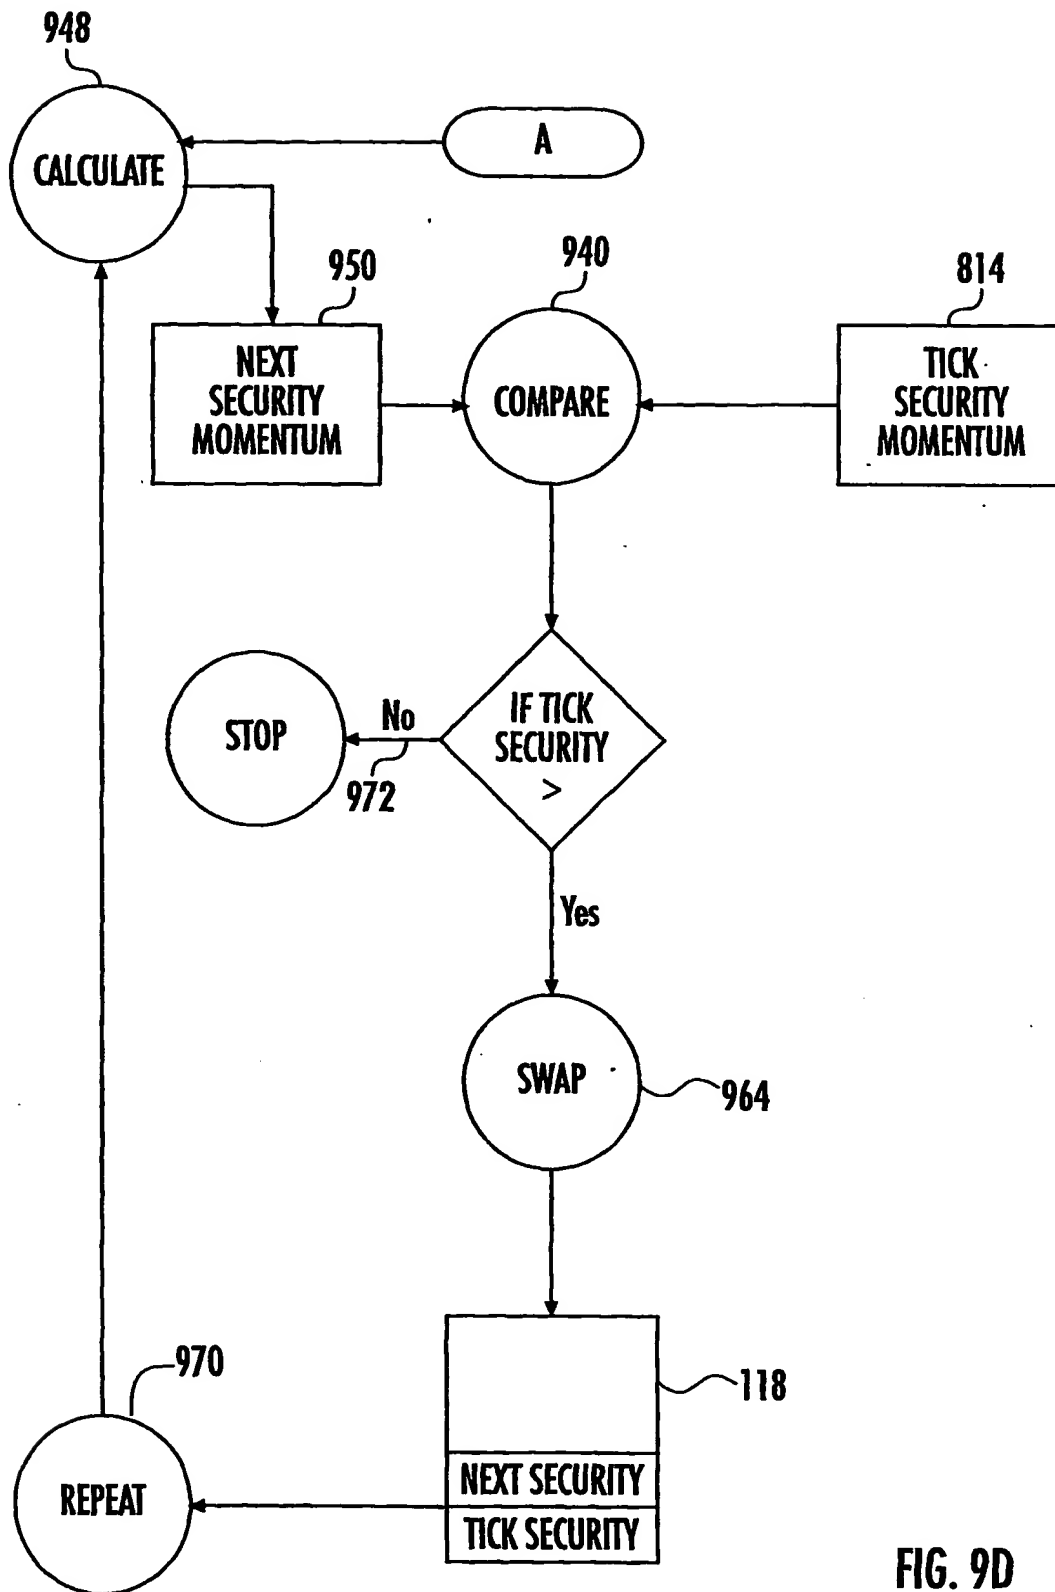 948
A
CALCULATE
950
940
814
NEXT
SECURITY
MOMENTUM
COMPARE
TICK
SECURITY
MOMENTUM
IF TICK
SECURITY
>
No
STOP
972
Yes
SWAP
964
970
118
REPEAT
NEXT SECURITY
TICK SECURITY
FIG. 9D